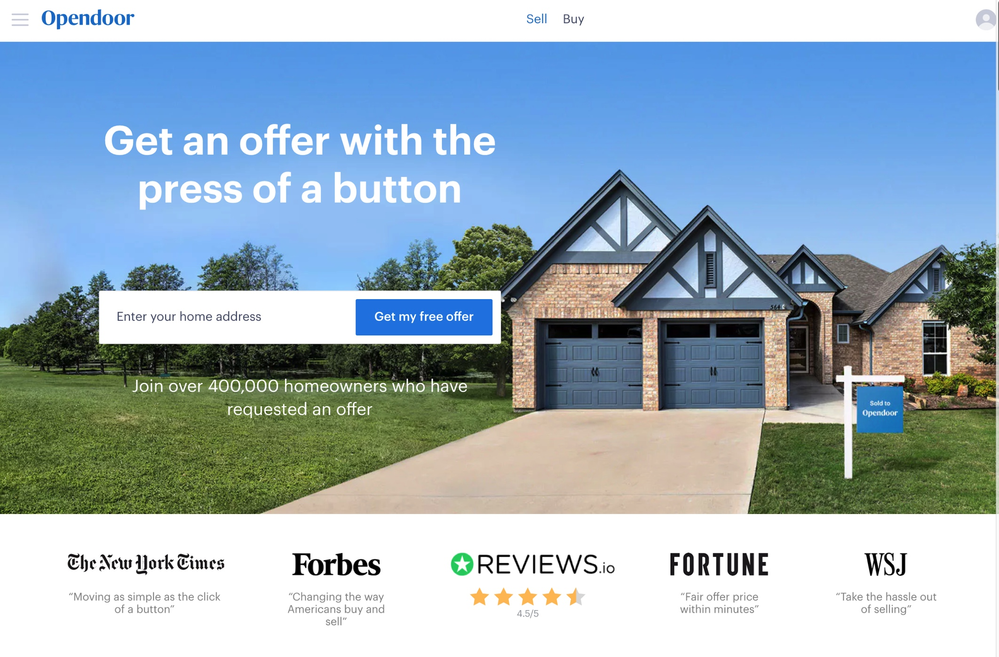 Opendoor
Sell Buy
Get an offer with the
press of a button
Enter your home address
Get my free offer
Join over 400,000 homeowners who have
requested an offer
564
Sold to
Opendoor
The New York Times
“Moving as simple as the click
of a button”
Forbes
“Changing the way
Americans buy and
sell”
REVIEWS.io
4.5/5
FORTUNE
“Fair offer price
within minutes”
WSJ
“Take the hassle out
of selling”